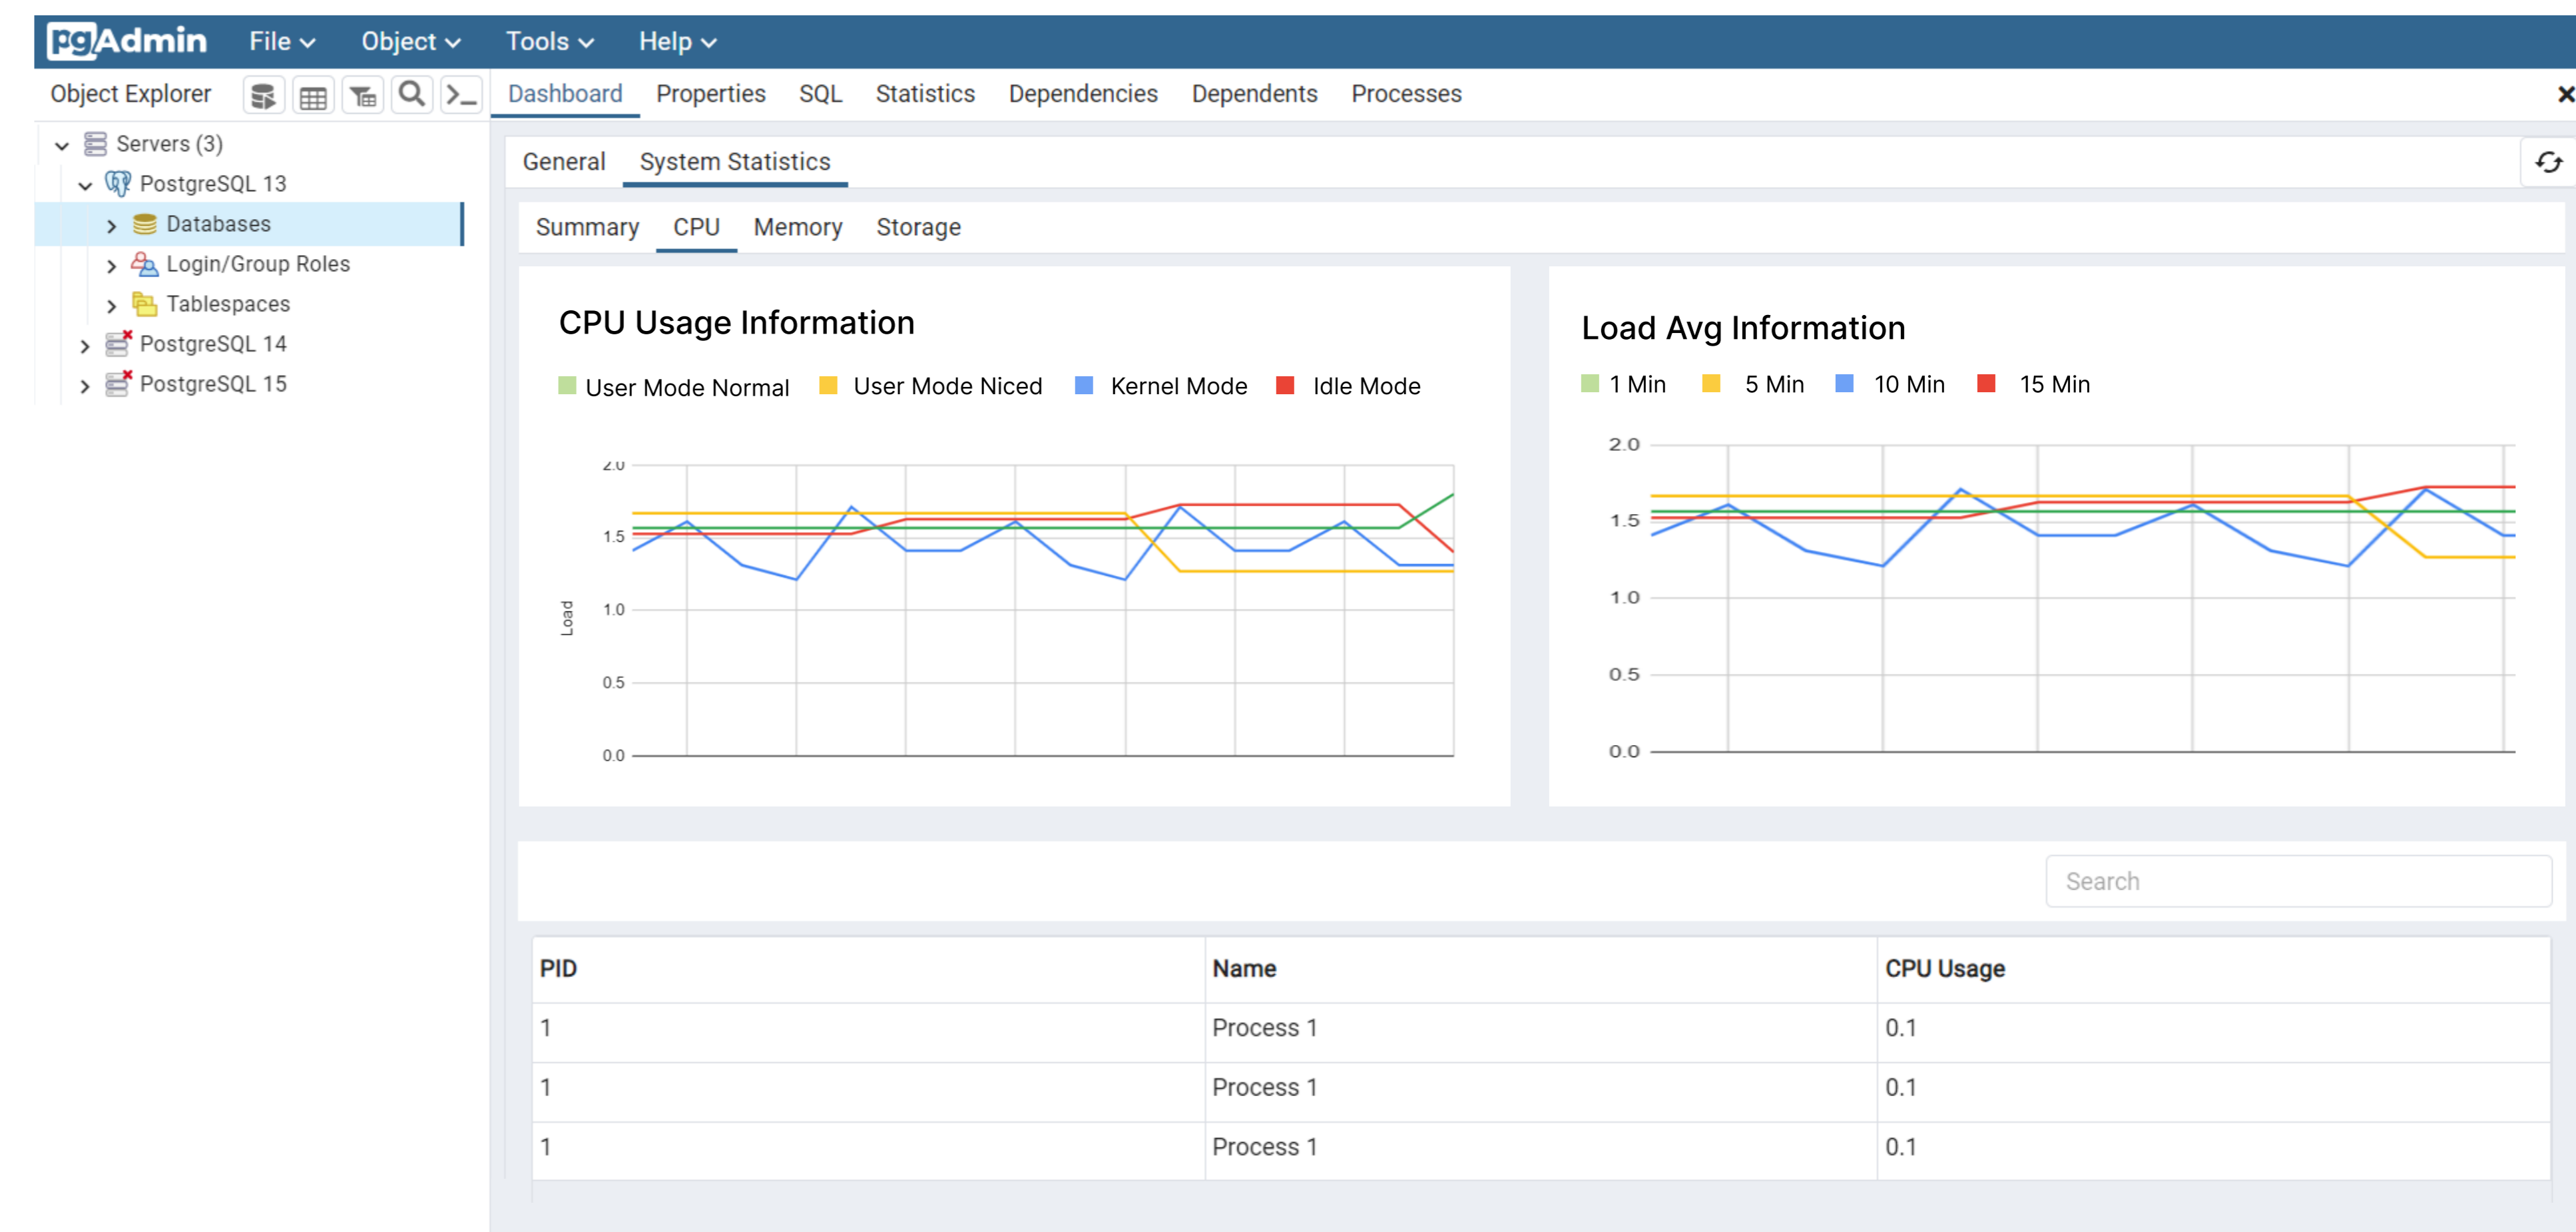 pgAdmin File Object Tools Help
Object Explorer Dashboard Properties SQL Statistics Dependencies Dependents Processes
Servers (3)
PostgreSQL 13
Databases
Login/Group Roles
Tablespaces
PostgreSQL 14
PostgreSQL 15
General System Statistics
Summary CPU Memory Storage
CPU Usage Information
User Mode Normal User Mode Niced Kernel Mode Idle Mode
2.0
1.5
1.0
0.5
0.0
Load
Load Avg Information
1 Min 5 Min 10 Min 15 Min
2.0
1.5
1.0
0.5
0.0
Search
PID Name CPU Usage
1 Process 1 0.1
1 Process 1 0.1
1 Process 1 0.1